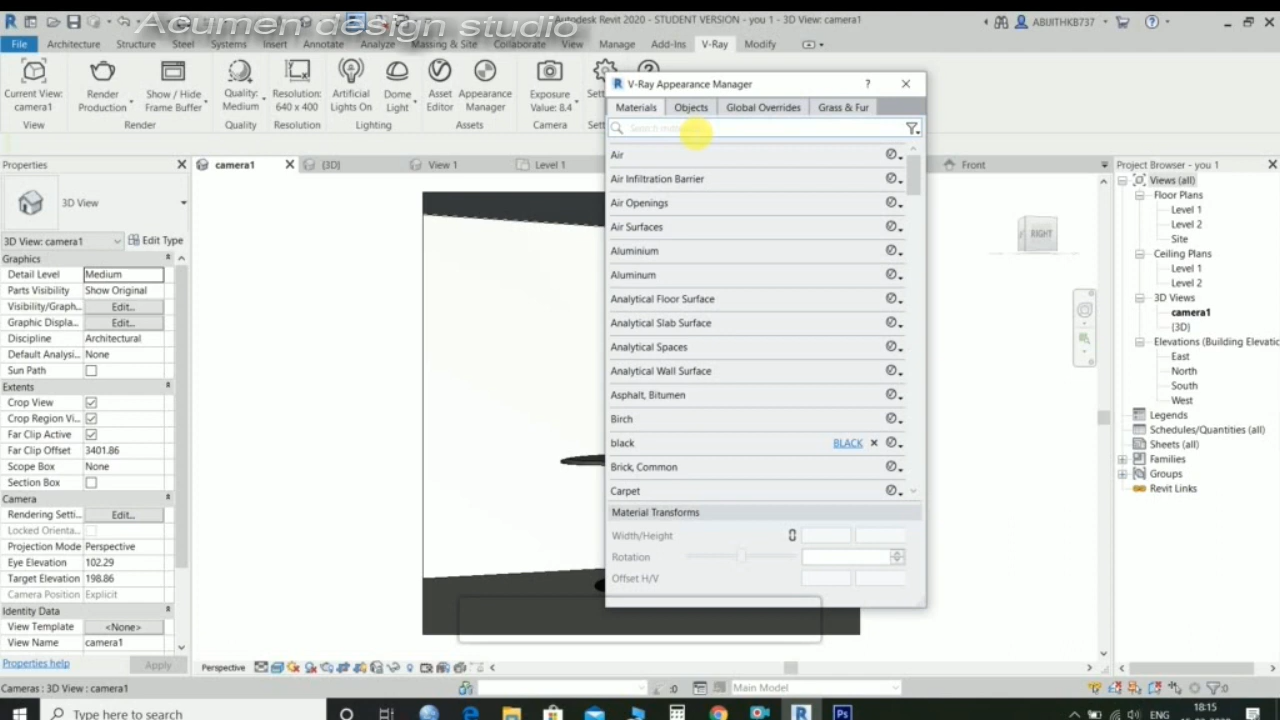 Acumen design studio
Autodesk Revit 2020 - STUDENT VERSION - you 1 - 3D View: camera1
ABIJITHKB737
File Architecture Structure Steel Systems Insert Annotate Analyze Massing & Site Collaborate View Manage Add-Ins V-Ray Modify
Current View:
camera1
Render
Production
Show / Hide
Frame Buffer
Quality:
Medium
Resolution:
640 x 400
Artificial
Lights On
Dome
Light
Asset
Editor
Appearance
Manager
Exposure
Value: 8.4
View Render Quality Resolution Lighting Assets Camera
V-Ray Appearance Manager
Materials Objects Global Overrides Grass & Fur
Air
Air Infiltration Barrier
Air Openings
Air Surfaces
Aluminium
Aluminum
Analytical Floor Surface
Analytical Slab Surface
Analytical Spaces
Analytical Wall Surface
Asphalt, Bitumen
Birch
black BLACK
Brick, Common
Carpet
Material Transforms
Width/Height
Rotation
Offset H/V
Properties
camera1 {3D} View 1 Level 1 Front
RIGHT
3D View
3D View: camera1 Edit Type
Graphics
Detail Level Medium
Parts Visibility Show Original
Visibility/Graph... Edit...
Graphic Displa... Edit...
Discipline Architectural
Default Analysi... None
Sun Path
Extents
Crop View
Crop Region Vi...
Far Clip Active
Far Clip Offset 3401.86
Scope Box None
Section Box
Camera
Rendering Setti... Edit...
Locked Orienta...
Projection Mode Perspective
Eye Elevation 102.29
Target Elevation 198.86
Camera Position Explicit
Identity Data
View Template <None>
View Name camera1
Properties help Apply
Perspective
Project Browser - you 1
Views (all)
Floor Plans
Level 1
Level 2
Site
Ceiling Plans
Level 1
Level 2
3D Views
camera1
{3D}
Elevations (Building Elevatic
East
North
South
West
Legends
Schedules/Quantities (all)
Sheets (all)
Families
Groups
Revit Links
Cameras : 3D View : camera1
:0 Main Model :0
Type here to search
ENG
18:15